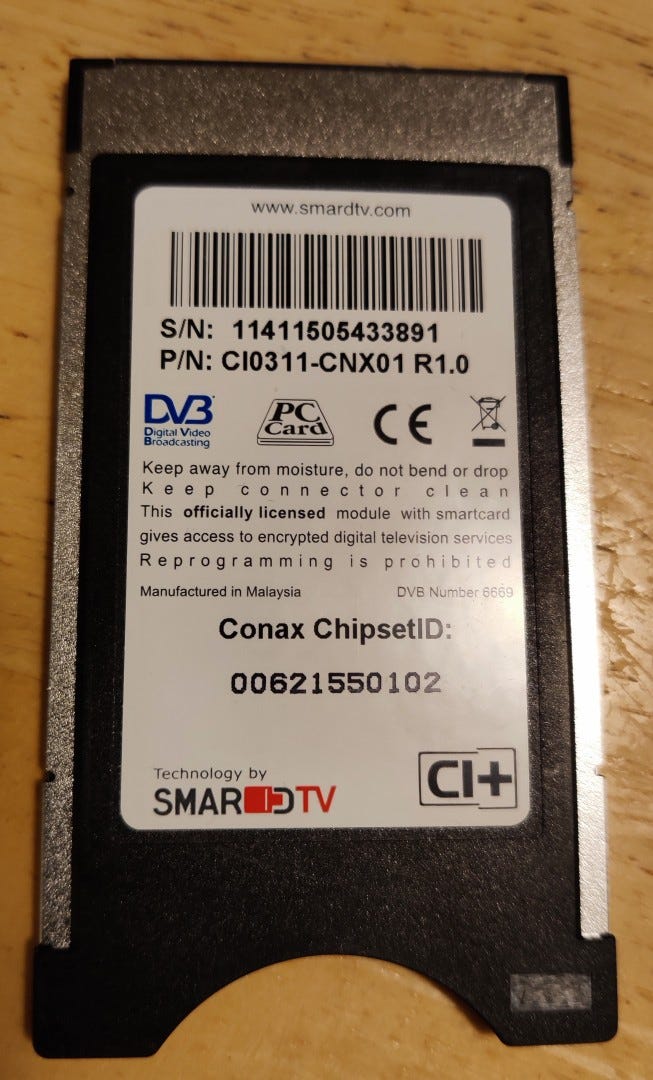 www.smardtv.com
S/N: 11411505433891
P/N: CI0311-CNX01 R1.0
DVB
Digital Video
Broadcasting
PC
Card
CE
Keep away from moisture, do not bend or drop
Keep connector clean
This officially licensed module with smartcard
gives access to encrypted digital television services
Reprogramming is prohibited
Manufactured in Malaysia
DVB Number 6669
Conax ChipsetID:
00621550102
Technology by
SMARDTV
CI+